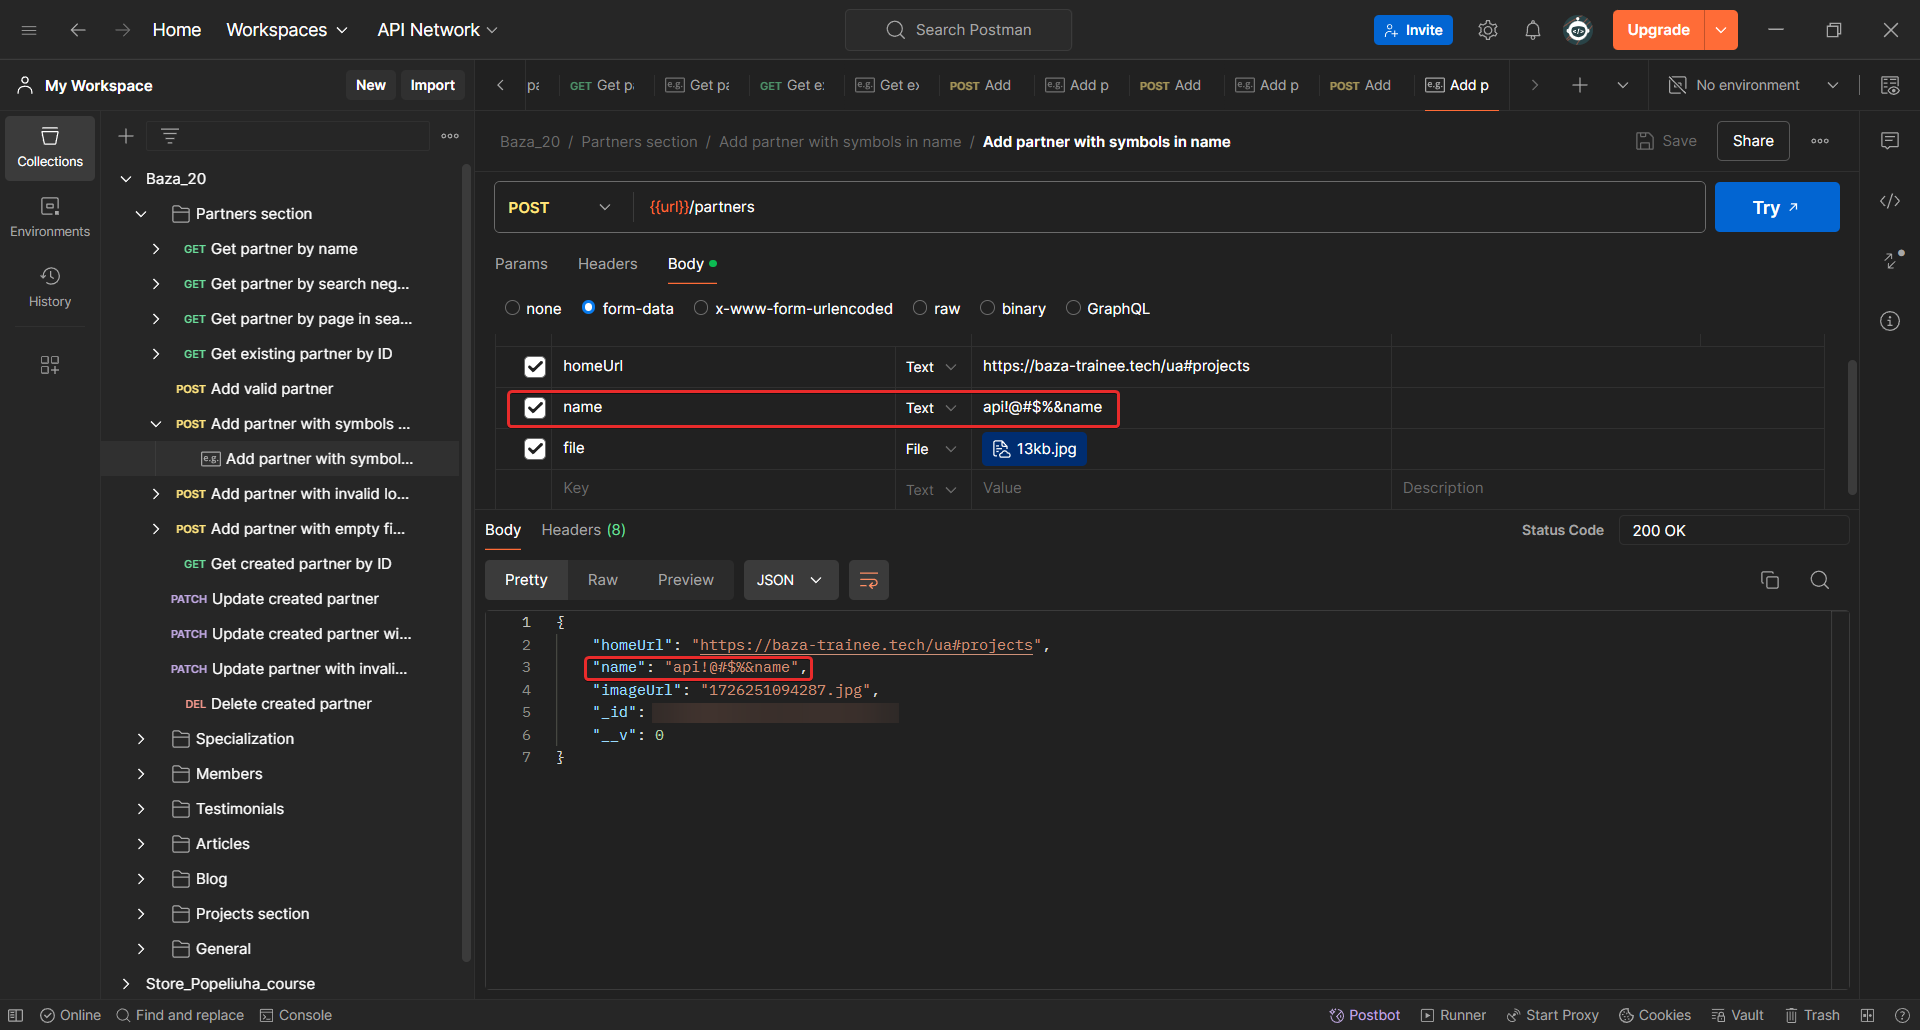 Home Workspaces API Network Search Postman Invite Upgrade
My Workspace New Import
GET Get p e.g. Get pa GET Get e e.g. Get ex POST Add e.g. Add p POST Add e.g. Add p POST Add e.g. Add p No environment
Collections
Environments
History
Baza_20
Partners section
GET Get partner by name
GET Get partner by search neg...
GET Get partner by page in sea...
GET Get existing partner by ID
POST Add valid partner
POST Add partner with symbols ...
e.g. Add partner with symbol...
POST Add partner with invalid lo...
POST Add partner with empty fi...
GET Get created partner by ID
PATCH Update created partner
PATCH Update created partner wi...
PATCH Update partner with invali...
DEL Delete created partner
Specialization
Members
Testimonials
Articles
Blog
Projects section
General
Store_Popeliuha_course
Baza_20 / Partners section / Add partner with symbols in name / Add partner with symbols in name Save Share
POST {{url}}/partners Try
Params Headers Body
none form-data x-www-form-urlencoded raw binary GraphQL
homeUrl Text https://baza-trainee.tech/ua#projects
name Text api!@#$%&name
file File 13kb.jpg
Key Text Value Description
Body Headers (8) Status Code 200 OK
Pretty Raw Preview JSON
1 {
2 "homeUrl": "https://baza-trainee.tech/ua#projects",
3 "name": "api!@#$%&name",
4 "imageUrl": "1726251094287.jpg",
5 "_id":
6 "__v": 0
7 }
Online Find and replace Console Postbot Runner Start Proxy Cookies Vault Trash